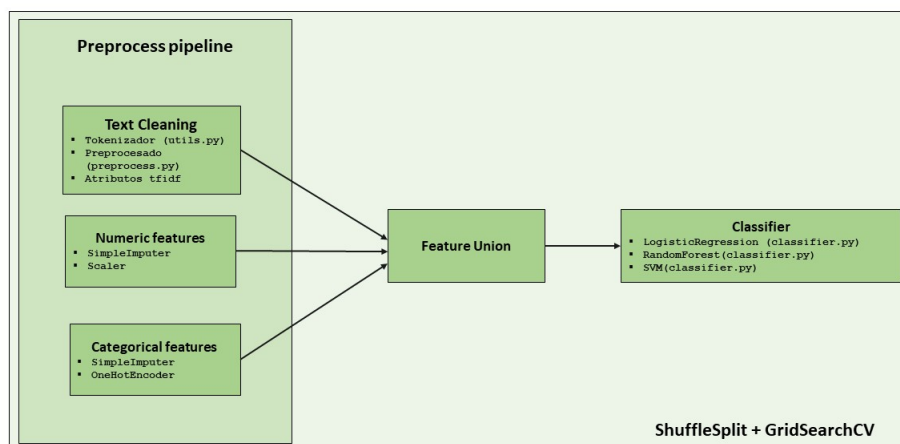 Preprocess pipeline
Text Cleaning
▪ Tokenizador (utils.py)
▪ Preprocesado
(preprocess.py)
▪ Atributos tfidf
Numeric features
▪ SimpleImputer
▪ Scaler
Categorical features
▪ SimpleImputer
▪ OneHotEncoder
Feature Union
Classifier
▪ LogisticRegression (classifier.py)
▪ RandomForest(classifier.py)
▪ SVM(classifier.py)
ShuffleSplit + GridSearchCV